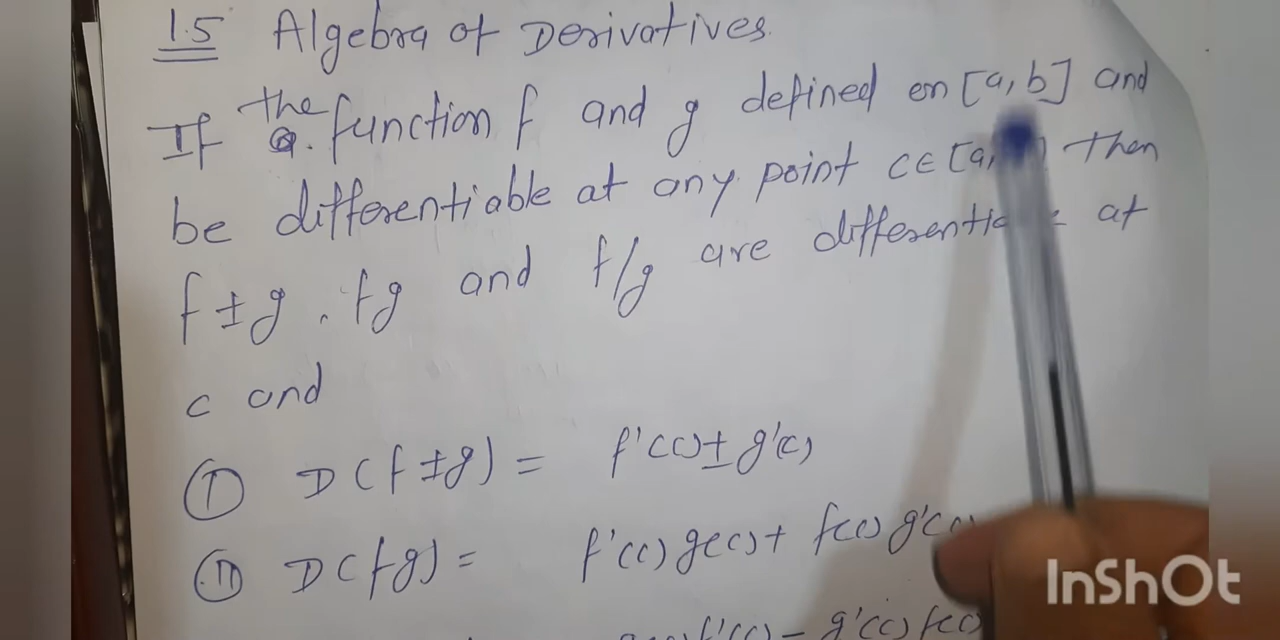 1.5 Algebra of Derivatives.
If the function f and g defined on [a, b] and
be differentiable at any point c ∈ [a, then
f ± g, fg and f/g are at
c and
I D(f ± g) = f'(c) ± g'(c)
II D(fg) = f'(c) g(c) + f(c) g'(c)
f'(c) - g'(c) f(c)
InShOt